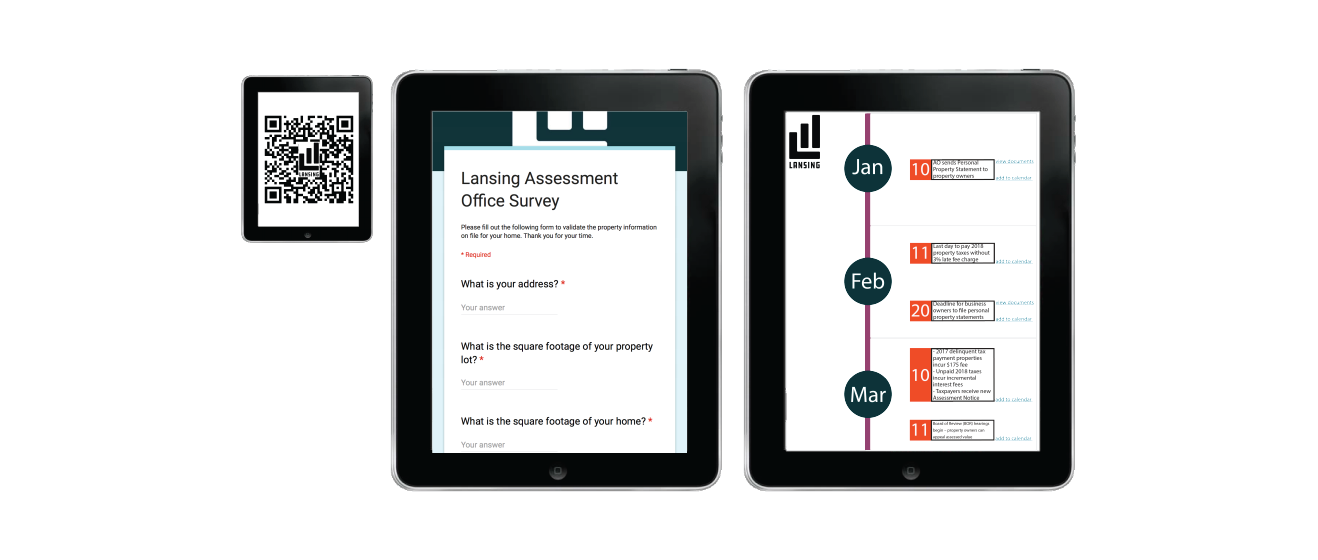 LANSING
Lansing Assessment
Office Survey
Please fill out the following form to validate the property information
on file for your home. Thank you for your time.
* Required
What is your address? *
Your answer
What is the square footage of your property
lot? *
Your answer
What is the square footage of your home? *
Your answer
LANSING
Jan
10
AO sends Personal
Property Statement to
property owners
view documents
add to calendar
Feb
11
Last day to pay 2018
property taxes without
3% late fee charge
add to calendar
20
Deadline for business
owners to file personal
property statements
view documents
add to calendar
Mar
10
- 2017 delinquent tax
payment properties
incur $175 fee
- Unpaid 2018 taxes
incur incremental
interest fees
- Taxpayers receive new
Assessment Notice
add to calendar
11
Board of Review (BOR) hearings
begin - property owners can
appeal assessed value
add to calendar